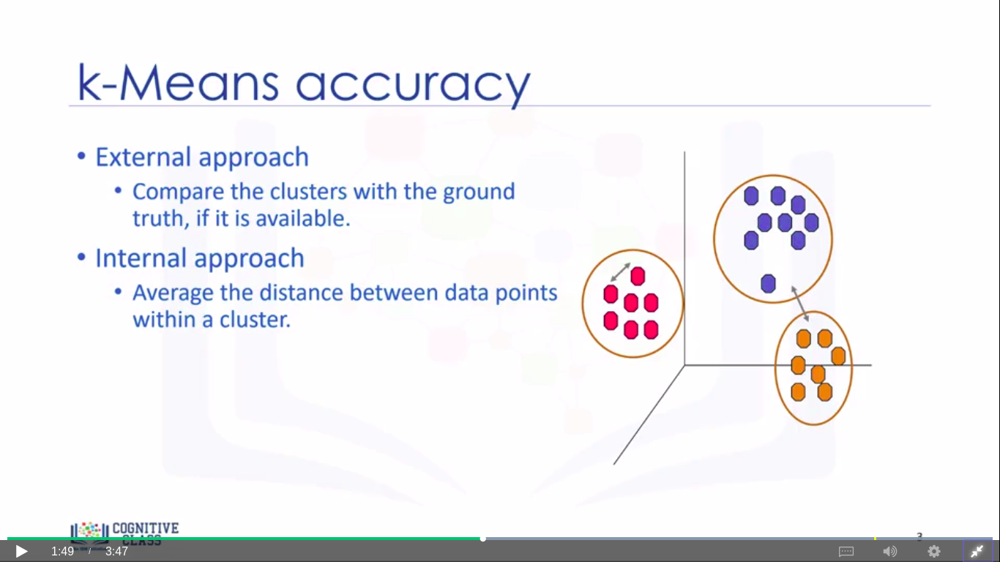 k-Means accuracy
• External approach
• Compare the clusters with the ground
truth, if it is available.
• Internal approach
• Average the distance between data points
within a cluster.
COGNITIVE
CLASS
3
1:49 / 3:47